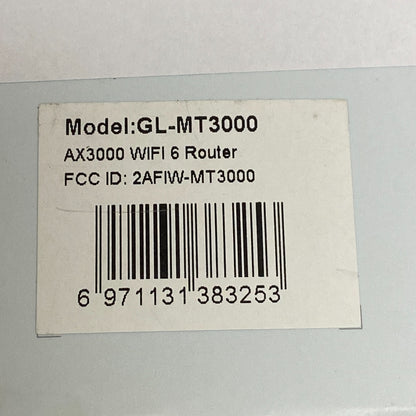 Model:GL-MT3000
AX3000 WIFI 6 Router
FCC ID: 2AFIW-MT3000
6 971131 383253